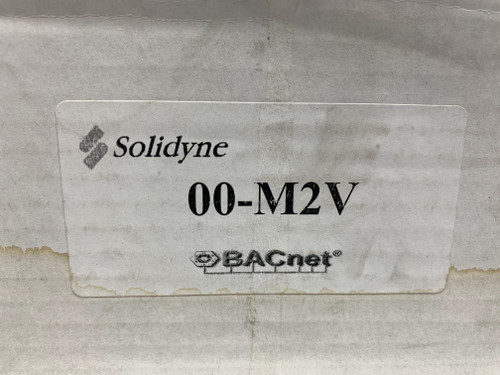 Solidyne
00-M2V
BACnet®